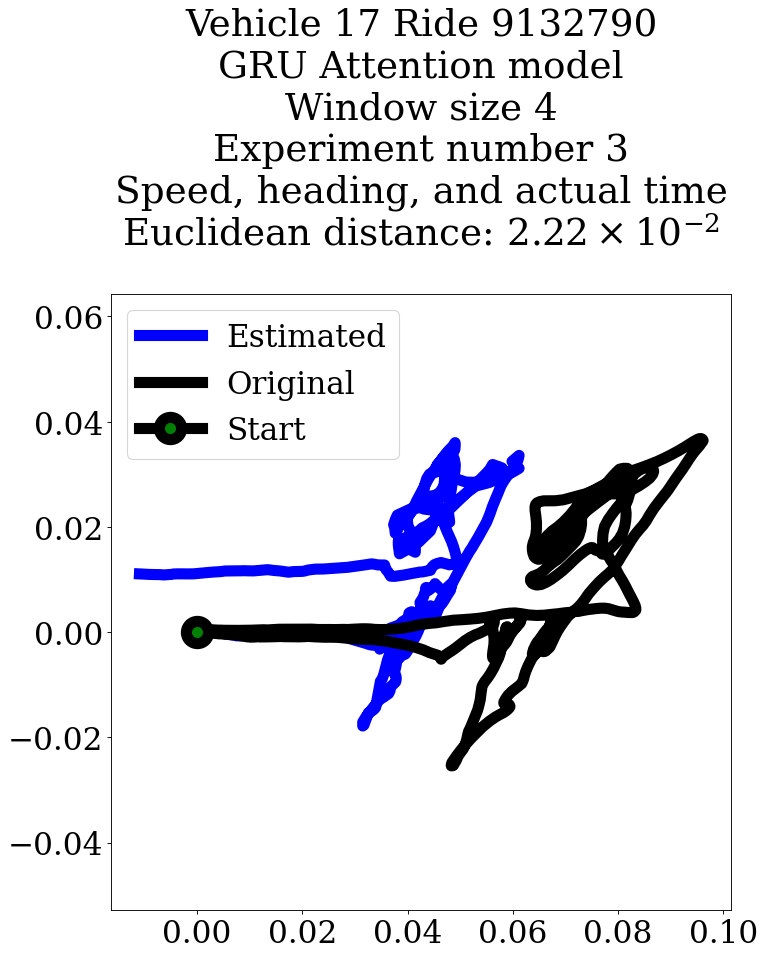 Vehicle 17 Ride 9132790
GRU Attention model
Window size 4
Experiment number 3
Speed, heading, and actual time
Euclidean distance: 2.22 × 10⁻²
0.06
0.04
0.02
0.00
−0.02
−0.04
Estimated
Original
Start
0.00 0.02 0.04 0.06 0.08 0.10